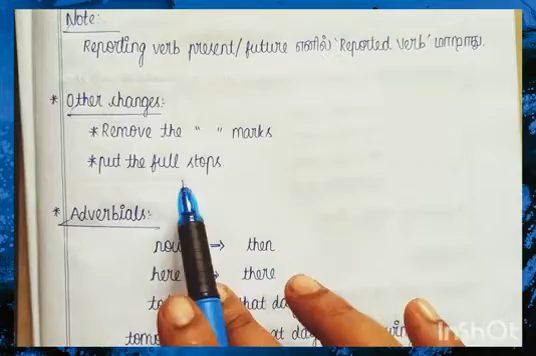 Note:
Reporting verb present/future எனில் 'Reported verb' மாறாது.
* Other changes:
* Remove the " " marks
* put the full stops.
* Adverbials:
now ⇒ then
here → there
InShOt